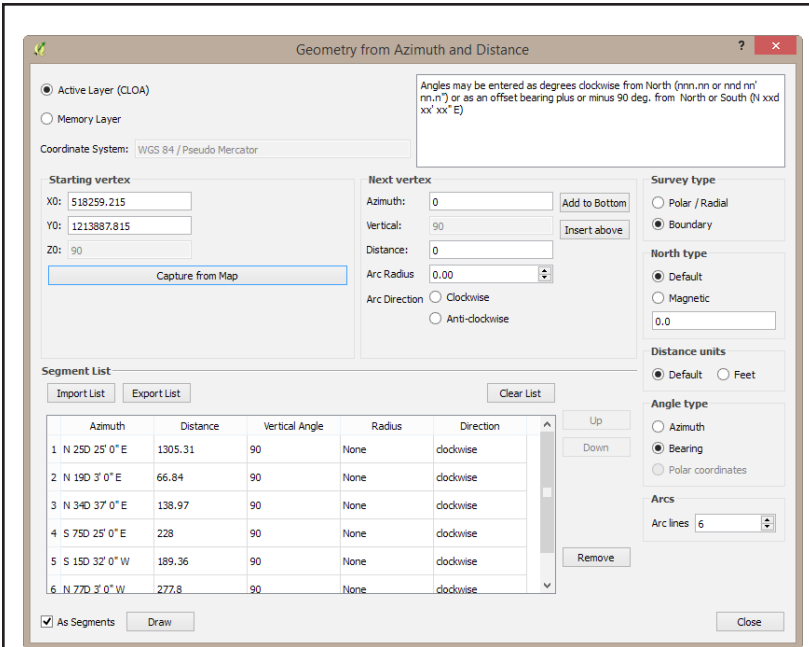 Geometry from Azimuth and Distance
? ×
Active Layer (CLOA)
Memory Layer
Coordinate System: WGS 84 / Pseudo Mercator
Angles may be entered as degrees clockwise from North (nnn.nn or nnd nn'
nn.n") or as an offset bearing plus or minus 90 deg. from North or South (N xxd
xx' xx" E)
Starting vertex
X0: 518259.215
Y0: 1213887.815
Z0: 90
Capture from Map
Next vertex
Azimuth: 0 Add to Bottom
Vertical: 90 Insert above
Distance: 0
Arc Radius 0.00
Arc Direction Clockwise
Anti-clockwise
Survey type
Polar / Radial
Boundary
North type
Default
Magnetic
0.0
Distance units
Default Feet
Angle type
Azimuth
Bearing
Polar coordinates
Arcs
Arc lines 6
Segment List
Import List Export List Clear List
Azimuth Distance Vertical Angle Radius Direction
1 N 25D 25' 0" E 1305.31 90 None clockwise
2 N 19D 3' 0" E 66.84 90 None clockwise
3 N 34D 37' 0" E 138.97 90 None clockwise
4 S 75D 25' 0" E 228 90 None clockwise
5 S 15D 32' 0" W 189.36 90 None clockwise
6 N 77D 3' 0" W 277.8 90 None clockwise
Up
Down
Remove
As Segments Draw Close